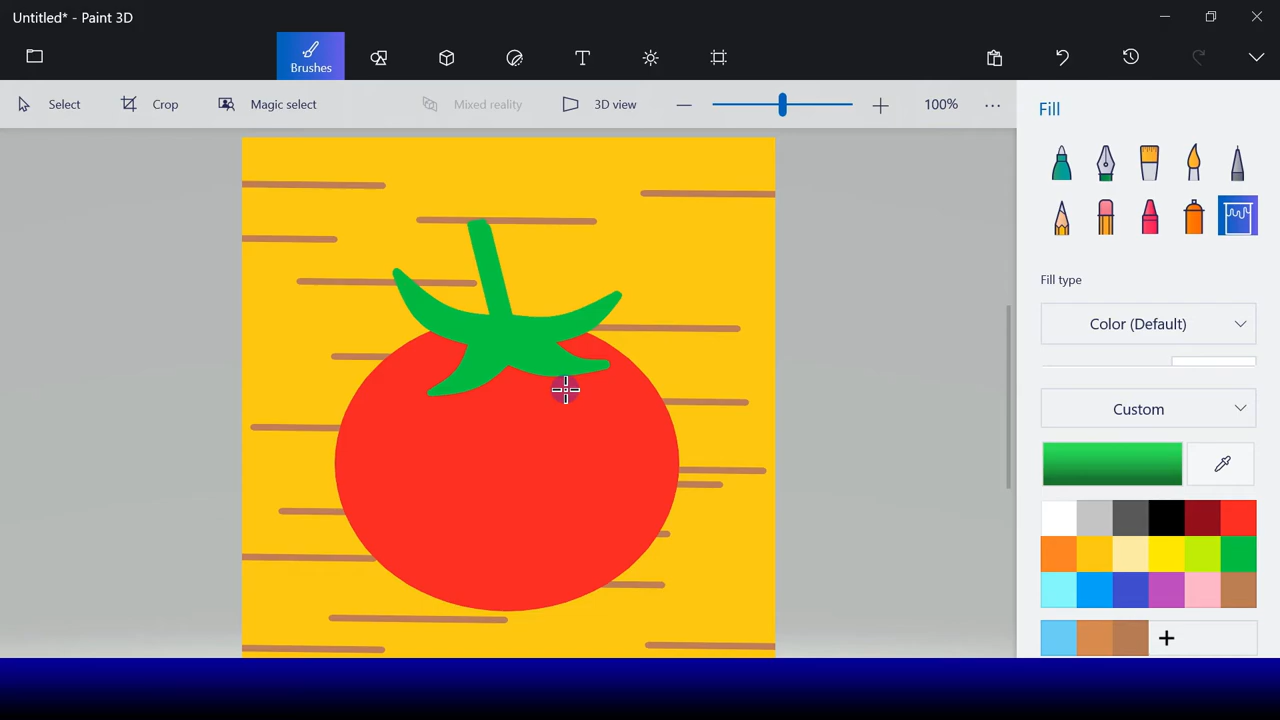 Untitled* - Paint 3D
Brushes
Select
Crop
Magic select
Mixed reality
3D view
100%
Fill
Fill type
Color (Default)
Custom